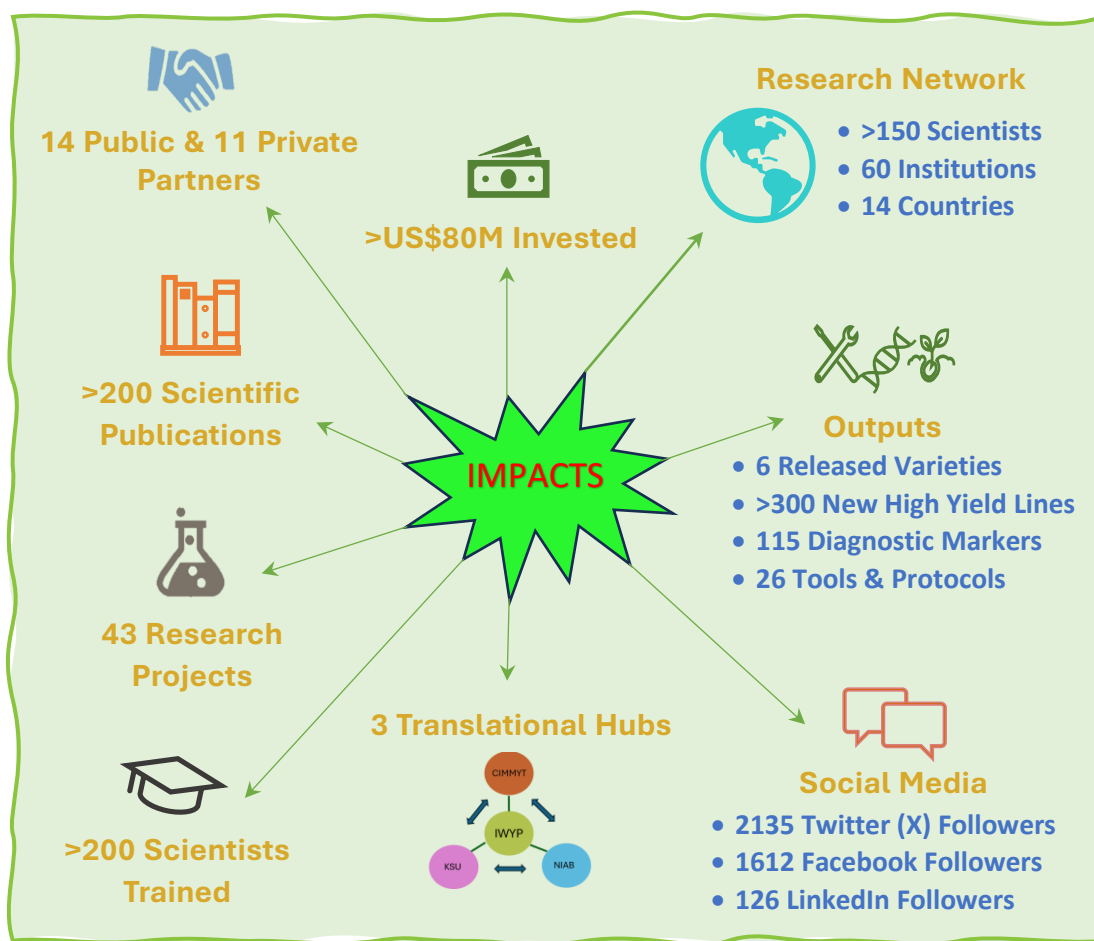 14 Public & 11 Private
Partners
>US$80M Invested
Research Network
• >150 Scientists
• 60 Institutions
• 14 Countries
>200 Scientific
Publications
IMPACTS
Outputs
• 6 Released Varieties
• >300 New High Yield Lines
• 115 Diagnostic Markers
• 26 Tools & Protocols
43 Research
Projects
3 Translational Hubs
CIMMYT
IWYP
KSU
NIAB
>200 Scientists
Trained
Social Media
• 2135 Twitter (X) Followers
• 1612 Facebook Followers
• 126 LinkedIn Followers